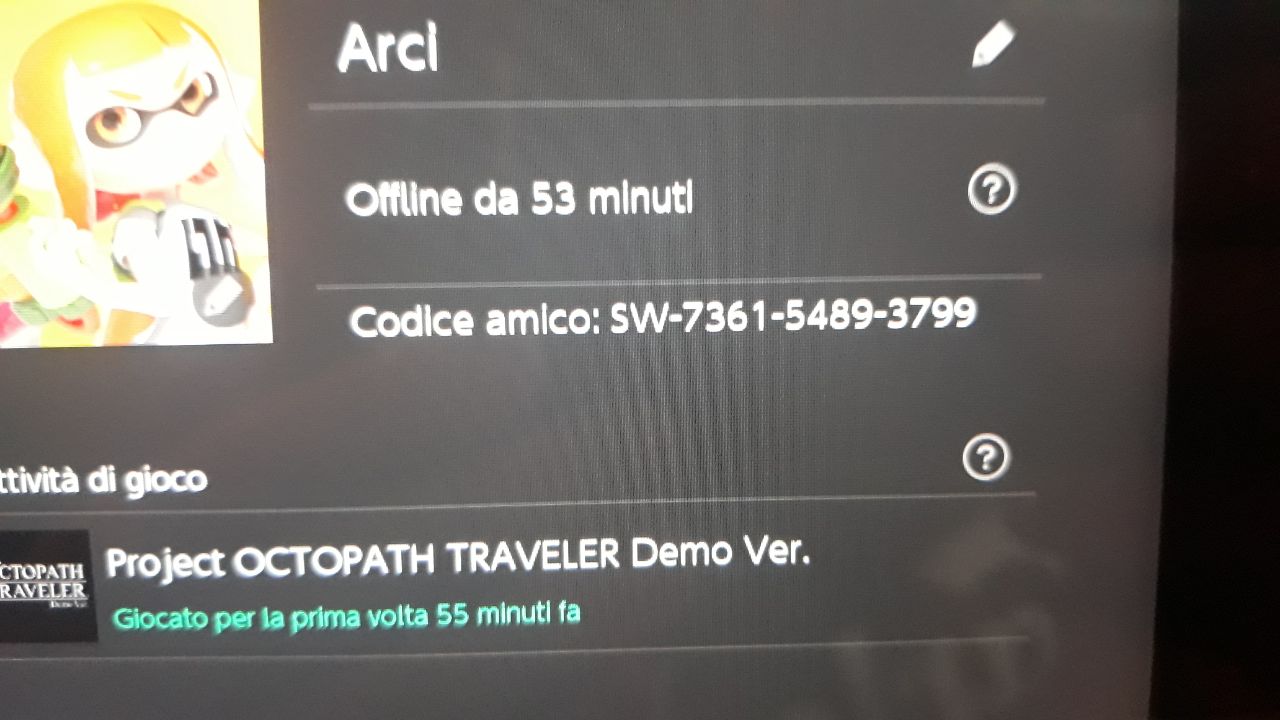 Arci
Offline da 53 minuti
Codice amico: SW-7361-5489-3799
ttività di gioco
Project OCTOPATH TRAVELER Demo Ver.
CTOPATH
RAVELER
Demo Ver.
Giocato per la prima volta 55 minuti fa